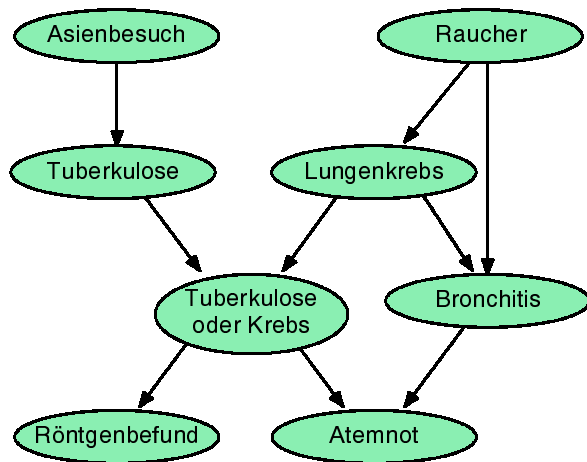 Asienbesuch
Raucher
Tuberkulose
Lungenkrebs
Tuberkulose
oder Krebs
Bronchitis
Röntgenbefund
Atemnot